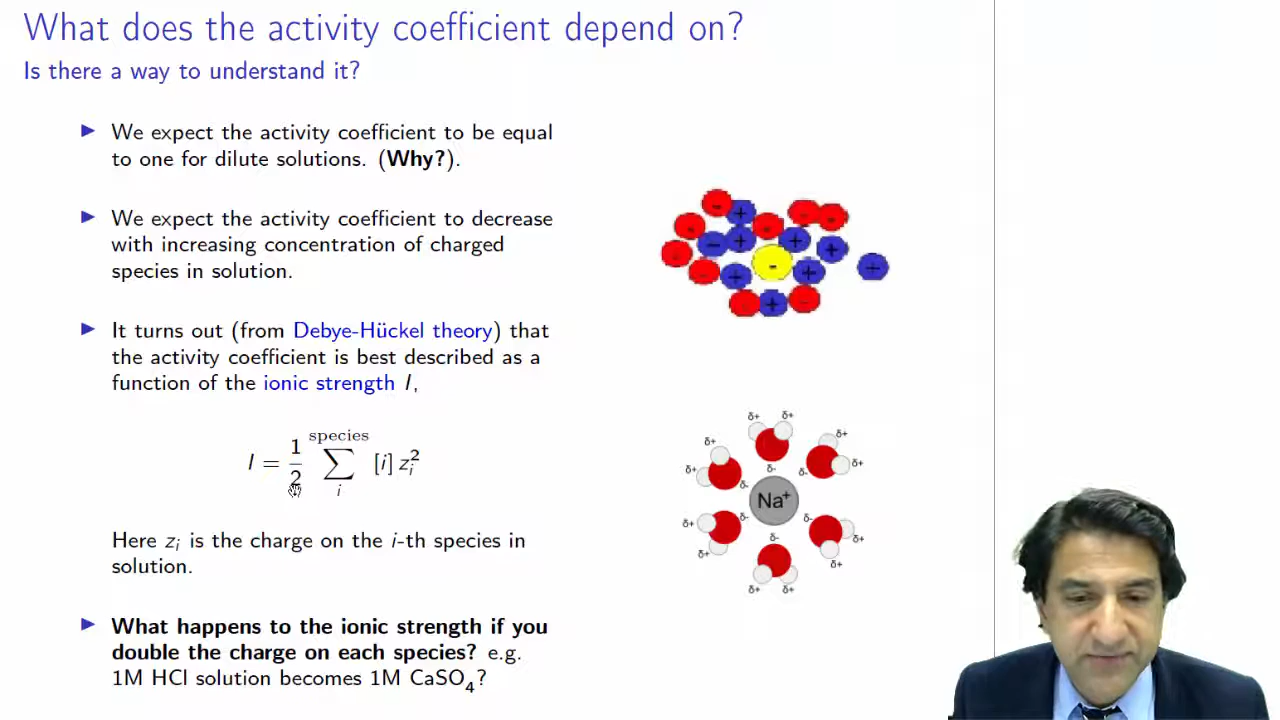 What does the activity coefficient depend on?
Is there a way to understand it?
▶ We expect the activity coefficient to be equal
to one for dilute solutions. (Why?).
▶ We expect the activity coefficient to decrease
with increasing concentration of charged
species in solution.
▶ It turns out (from Debye-Hückel theory) that
the activity coefficient is best described as a
function of the ionic strength I,
I = 1/2 ∑_i^species [i] z_i^2
Here z_i is the charge on the i-th species in
solution.
▶ What happens to the ionic strength if you
double the charge on each species? e.g.
1M HCl solution becomes 1M CaSO₄?
- + - - -
- − + + +
- - + - + +
- + -
δ+ δ+
δ+ δ+
δ+ δ- δ+
δ- δ-
Na⁺
δ+ δ- δ- δ+
δ+ δ- δ+
δ+ δ+